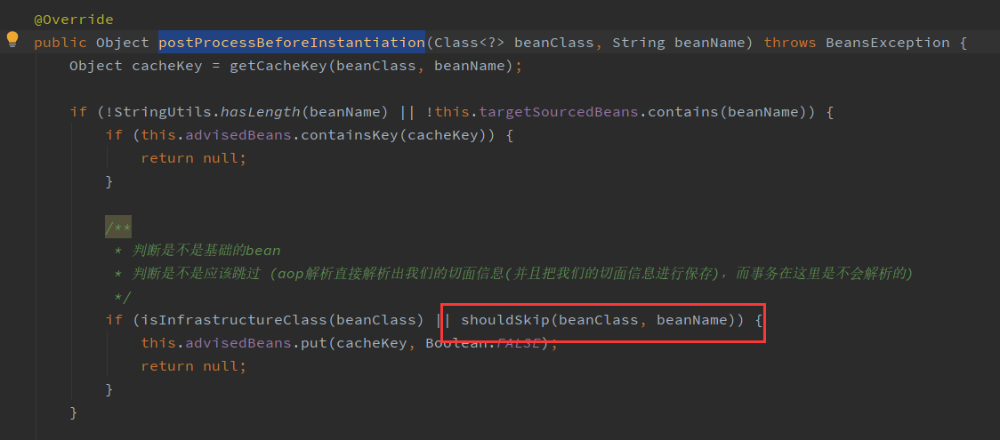 @Override
public Object postProcessBeforeInstantiation(Class<?> beanClass, String beanName) throws BeansException {
Object cacheKey = getCacheKey(beanClass, beanName);
if (!StringUtils.hasLength(beanName) || !this.targetSourcedBeans.contains(beanName)) {
if (this.advisedBeans.containsKey(cacheKey)) {
return null;
}
/**
* 判断是不是基础的bean
* 判断是不是应该跳过 (aop解析直接解析出我们的切面信息(并且把我们的切面信息进行保存)，而事务在这里是不会解析的)
*/
if (isInfrastructureClass(beanClass) || shouldSkip(beanClass, beanName)) {
this.advisedBeans.put(cacheKey, Boolean.FALSE);
return null;
}
}